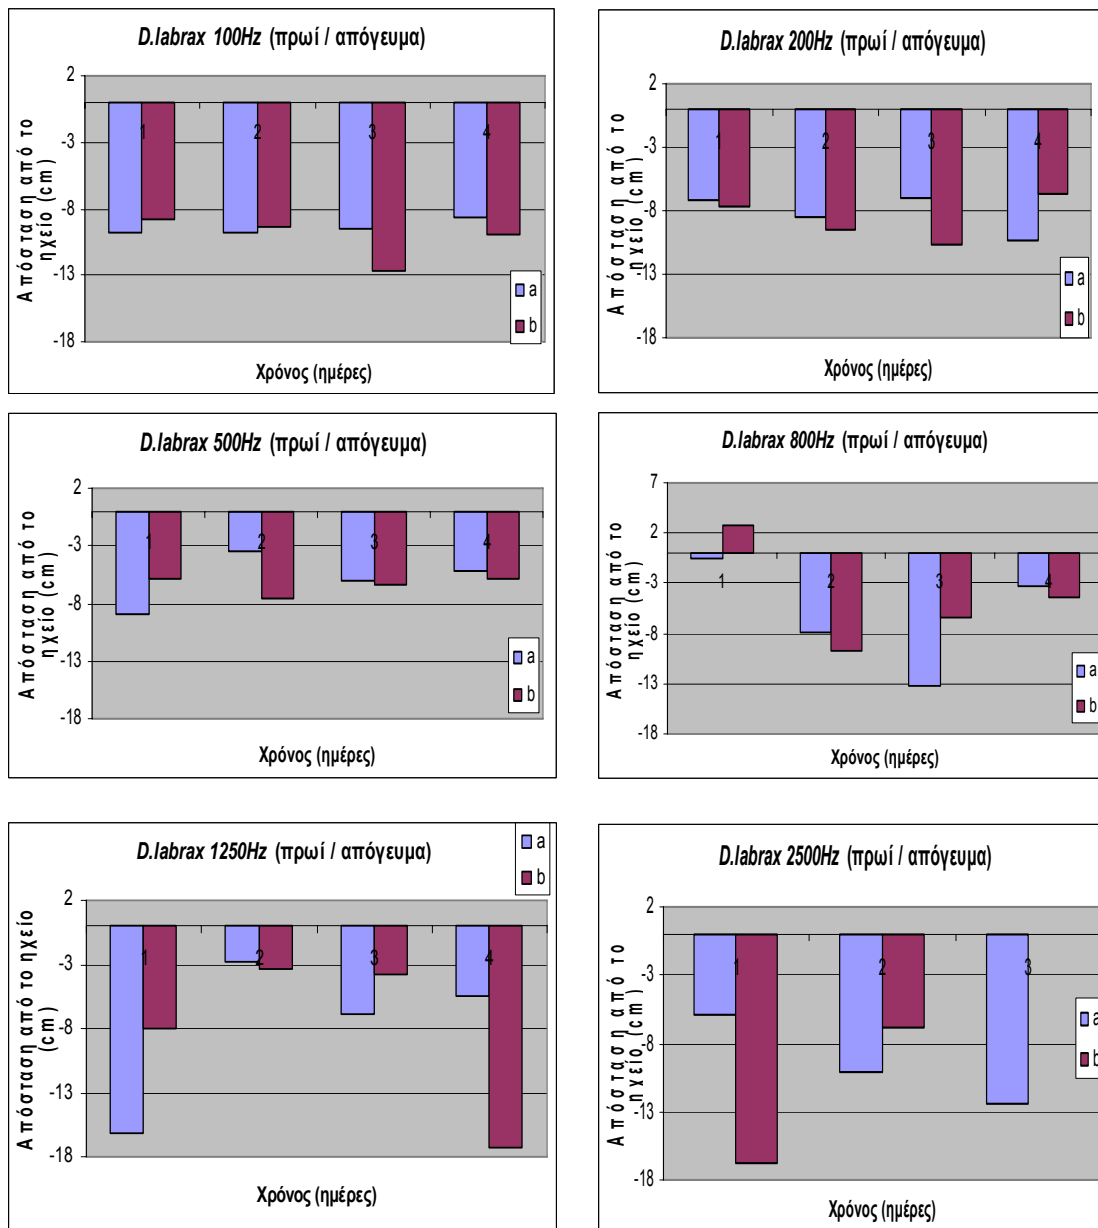 D.labrax 100Hz (πρωί / απόγευμα)
Απόσταση από το
ηχείο (cm)
2
-3
-8
-13
-18
1
2
3
4
a
b
Χρόνος (ημέρες)
D.labrax 200Hz (πρωί / απόγευμα)
Απόσταση από το
ηχείο (cm)
2
-3
-8
-13
-18
1
2
3
4
a
b
Χρόνος (ημέρες)
D.labrax 500Hz (πρωί / απόγευμα)
Απόσταση από το
ηχείο (cm)
2
-3
-8
-13
-18
1
2
3
4
a
b
Χρόνος (ημέρες)
D.labrax 800Hz (πρωί / απόγευμα)
Απόσταση από το
ηχείο (cm)
7
2
-3
-8
-13
-18
1
2
3
4
a
b
Χρόνος (ημέρες)
D.labrax 1250Hz (πρωί / απόγευμα)
a
b
Απόσταση από το ηχείο
(cm)
2
-3
-8
-13
-18
1
2
3
4
Χρόνος (ημέρες)
D.labrax 2500Hz (πρωί / απόγευμα)
Απόσταση από το
ηχείο (cm)
2
-3
-8
-13
-18
1
2
3
a
b
Χρόνος (ημέρες)